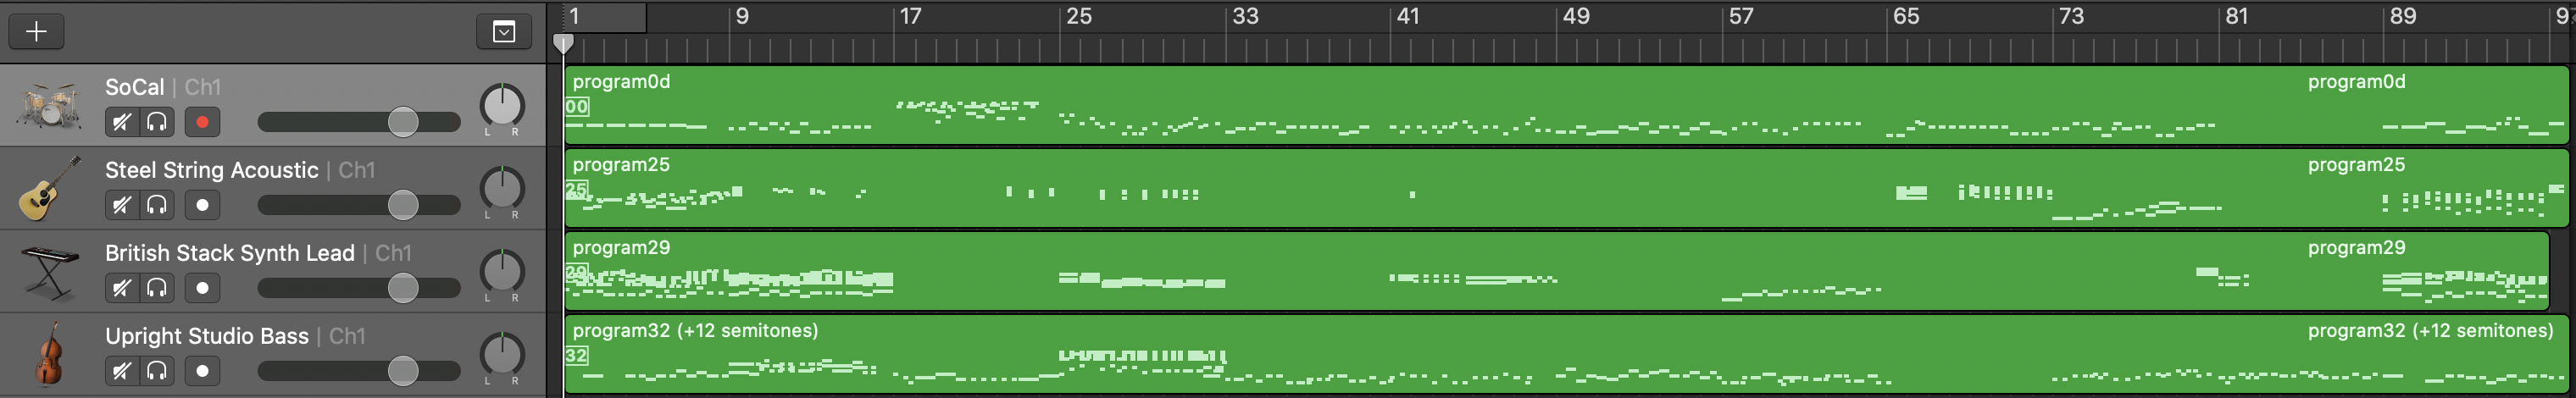 1 9 17 25 33 41 49 57 65 73 81 89
SoCal | Ch1
L R
program0d program0d
00
Steel String Acoustic | Ch1
L R
program25 program25
25
British Stack Synth Lead | Ch1
L R
program29 program29
29
Upright Studio Bass | Ch1
L R
program32 (+12 semitones) program32 (+12 semitones)
32